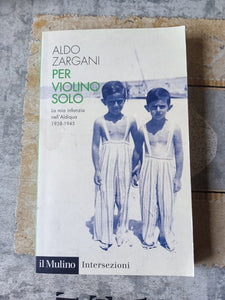 ALDO
ZARGANI
PER
VIOLINO
SOLO
La mia infanzia
nell'Aldiqua
1938-1945
il Mulino Intersezioni